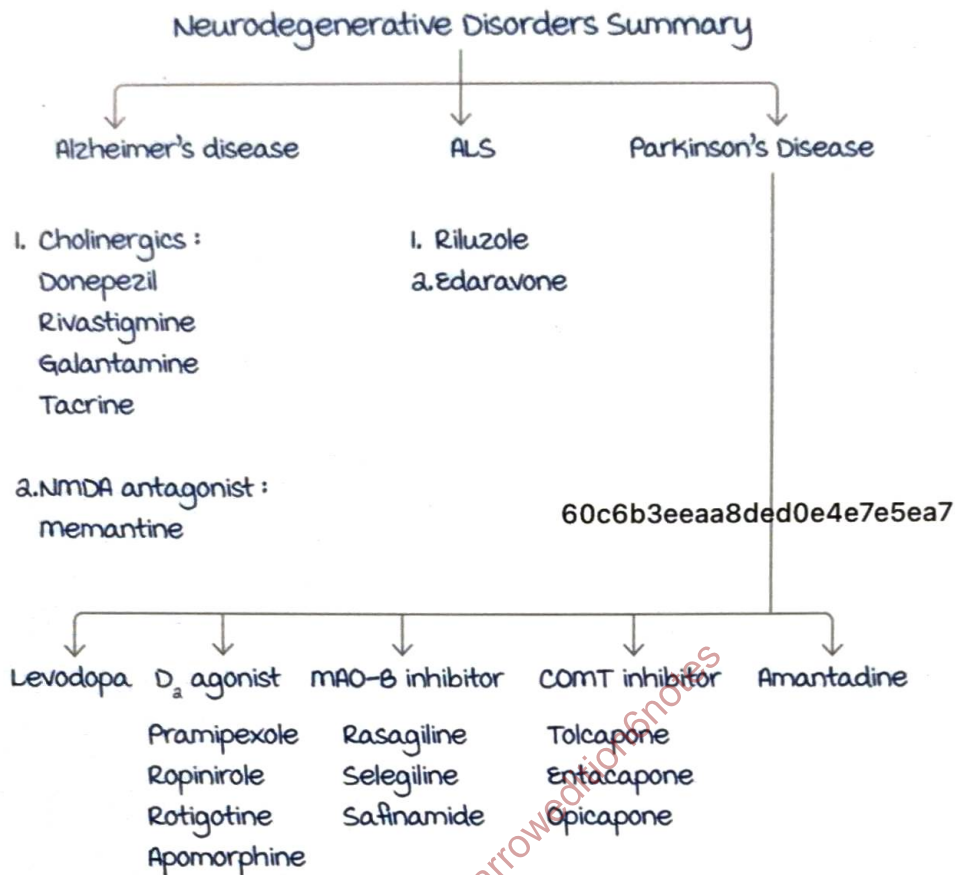 Neurodegenerative Disorders Summary
Alzheimer's disease
ALS
Parkinson's Disease
1. Cholinergics :
Donepezil
Rivastigmine
Galantamine
Tacrine
2.NMDA antagonist :
memantine
1. Riluzole
2.Edaravone
60c6b3eeaa8ded0e4e7e5ea7
Levodopa
D₂ agonist
Pramipexole
Ropinirole
Rotigotine
Apomorphine
MAO-B inhibitor
Rasagiline
Selegiline
Safinamide
COMT inhibitor
Tolcapone
Entacapone
Opicapone
Amantadine